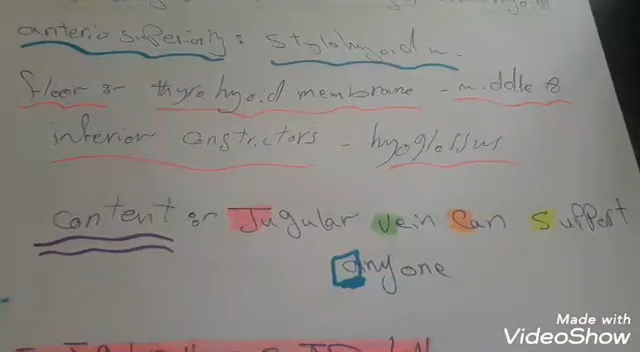 anterio superiorly: stylohyoid m
floor :- thyrohyoid membrane - middle &
inferior constrictors - hyoglossus
Content :- Jugular vein Can Support
anyone
Made with
VideoShow